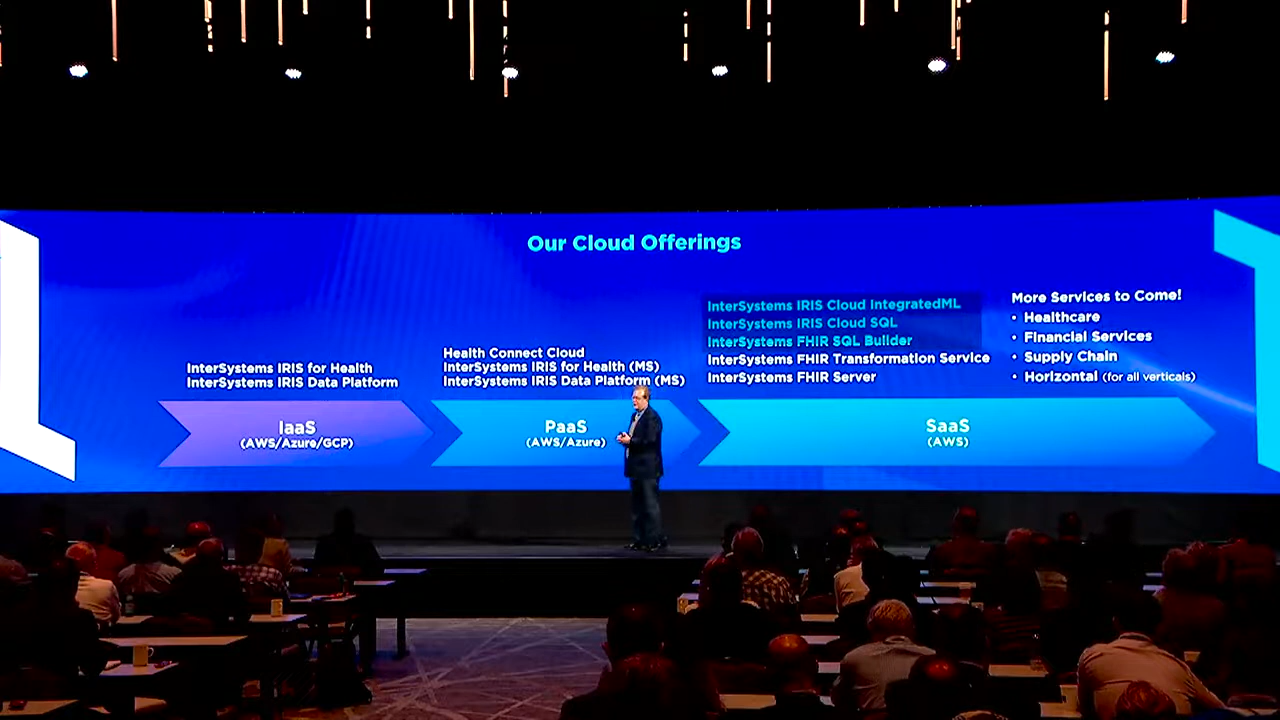 Our Cloud Offerings
InterSystems IRIS for Health
InterSystems IRIS Data Platform
IaaS
(AWS/Azure/GCP)
Health Connect Cloud
InterSystems IRIS for Health (MS)
InterSystems IRIS Data Platform (MS)
PaaS
(AWS/Azure)
InterSystems IRIS Cloud IntegratedML
InterSystems IRIS Cloud SQL
InterSystems FHIR SQL Builder
InterSystems FHIR Transformation Service
InterSystems FHIR Server
More Services to Come!
• Healthcare
• Financial Services
• Supply Chain
• Horizontal (for all verticals)
SaaS
(AWS)